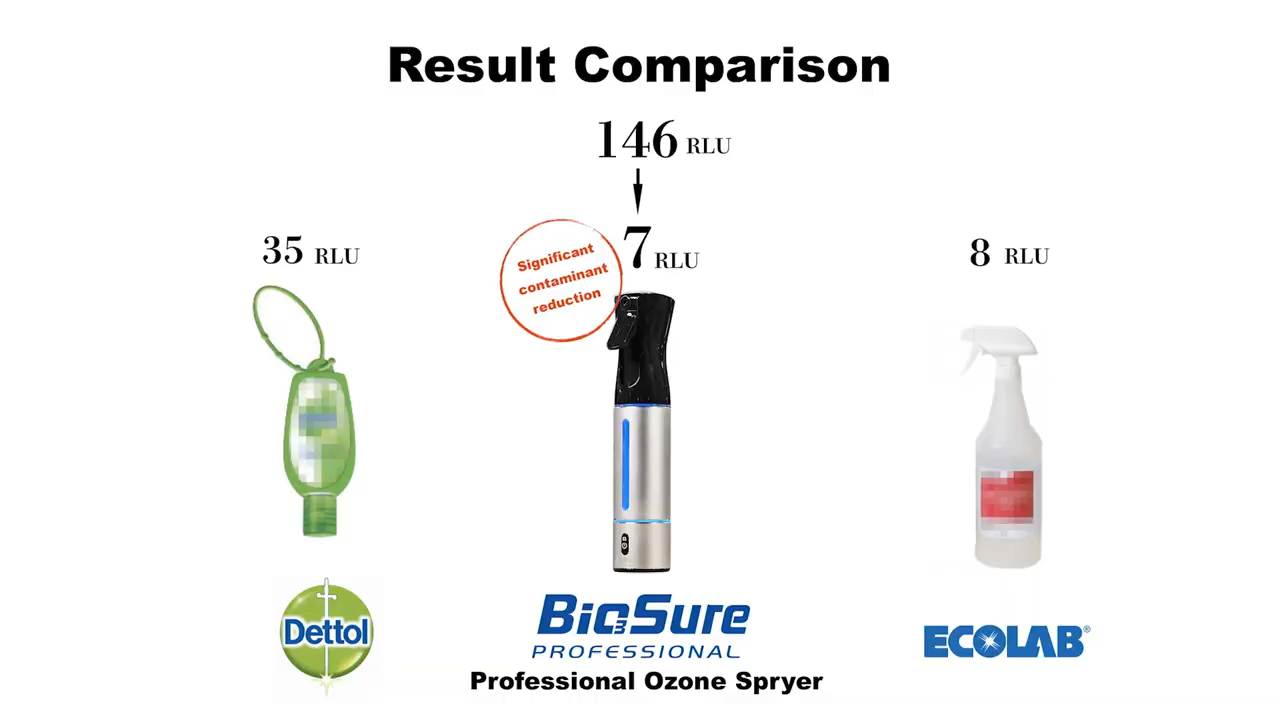 Result Comparison
146 RLU
7 RLU
Significant
contaminant
reduction
35 RLU
8 RLU
Dettol
BiO3Sure
PROFESSIONAL
Professional Ozone Spryer
ECOLAB®